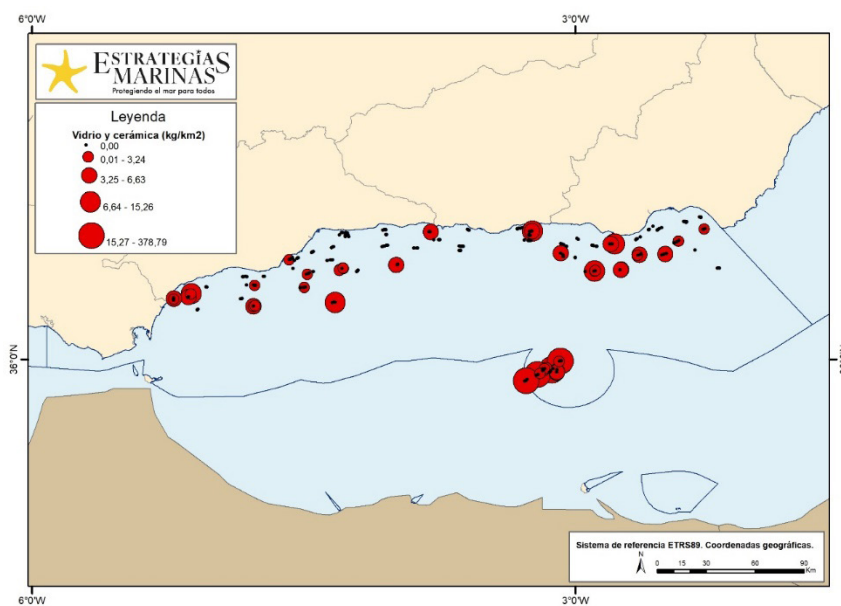 6°0'W
3°0'W
ESTRATEGIAS
MARINAS
Protegiendo el mar para todos
Leyenda
Vidrio y cerámica (kg/km2)
0,00
0,01 - 3,24
3,25 - 6,63
6,64 - 15,26
15,27 - 378,79
36°0'N
Sistema de referencia ETRS89. Coordenadas geográficas.
N
0 15 30 60 90
Km
6°0'W
3°0'W